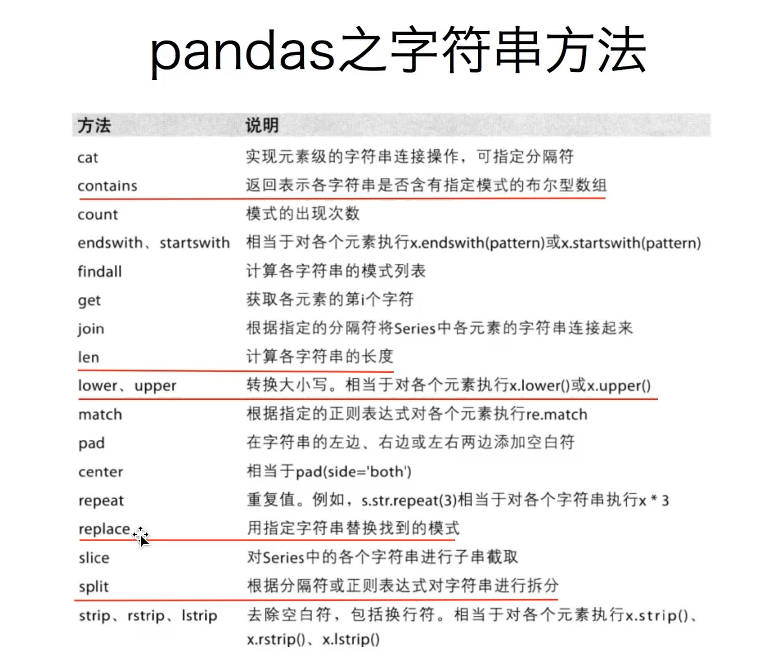 pandas之字符串方法
方法 说明
cat 实现元素级的字符串连接操作，可指定分隔符
contains 返回表示各字符串是否含有指定模式的布尔型数组
count 模式的出现次数
endswith、startswith 相当于对各个元素执行x.endswith(pattern)或x.startswith(pattern)
findall 计算各字符串的模式列表
get 获取各元素的第i个字符
join 根据指定的分隔符将Series中各元素的字符串连接起来
len 计算各字符串的长度
lower、upper 转换大小写。相当于对各个元素执行x.lower()或x.upper()
match 根据指定的正则表达式对各个元素执行re.match
pad 在字符串的左边、右边或左右两边添加空白符
center 相当于pad(side='both')
repeat 重复值。例如，s.str.repeat(3)相当于对各个字符串执行x * 3
replace 用指定字符串替换找到的模式
slice 对Series中的各个字符串进行子串截取
split 根据分隔符或正则表达式对字符串进行拆分
strip、rstrip、lstrip 去除空白符，包括换行符。相当于对各个元素执行x.strip()、
x.rstrip()、x.lstrip()